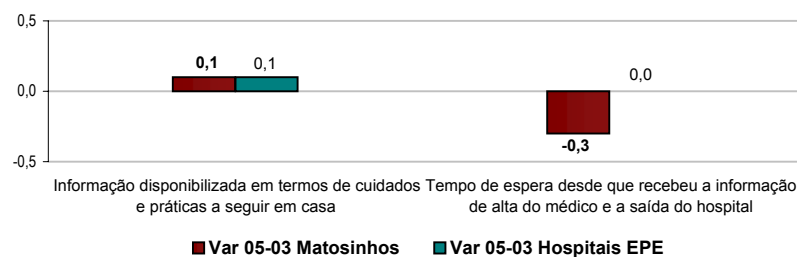 0,5
0,1
0,1
0,0
0,0
-0,3
-0,5
Informação disponibilizada em termos de cuidados
e práticas a seguir em casa
Tempo de espera desde que recebeu a informação
de alta do médico e a saída do hospital
Var 05-03 Matosinhos
Var 05-03 Hospitais EPE